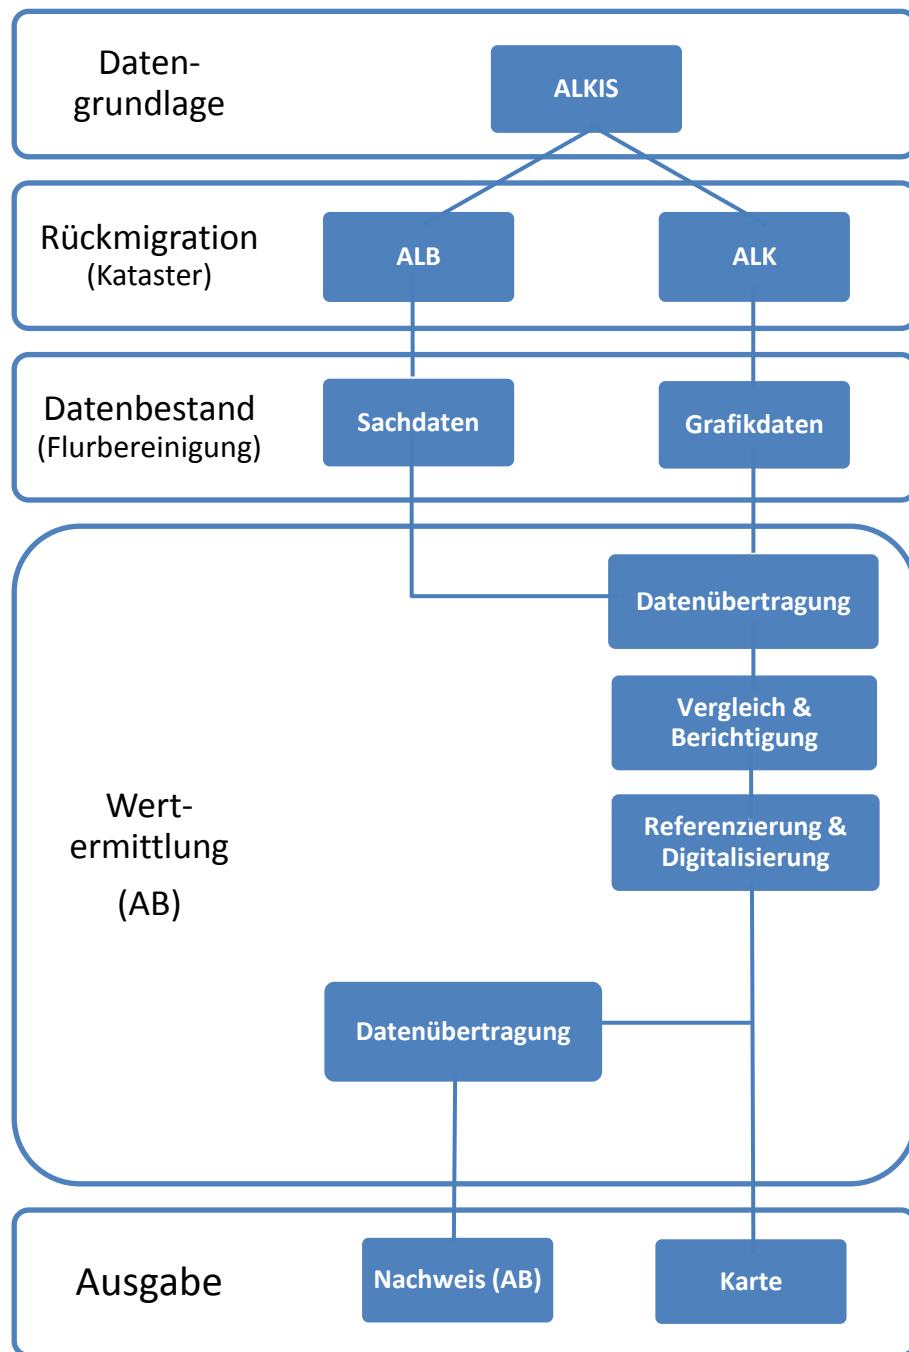 Daten-
grundlage
ALKIS
Rückmigration
(Kataster)
ALB
ALK
Datenbestand
(Flurbereinigung)
Sachdaten
Grafikdaten
Wert-
ermittlung
(AB)
Datenübertragung
Vergleich &
Berichtigung
Referenzierung &
Digitalisierung
Datenübertragung
Ausgabe
Nachweis (AB)
Karte